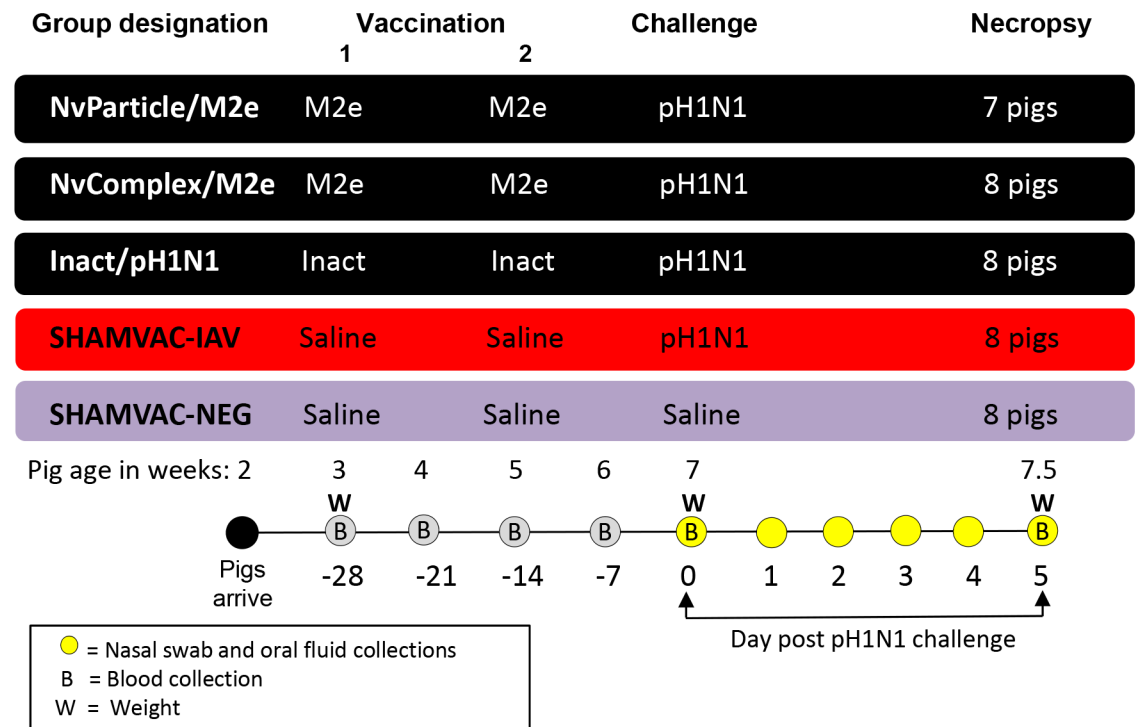 Group designation Vaccination Challenge Necropsy
1 2
NvParticle/M2e M2e M2e pH1N1 7 pigs
NvComplex/M2e M2e M2e pH1N1 8 pigs
Inact/pH1N1 Inact Inact pH1N1 8 pigs
SHAMVAC-IAV Saline Saline pH1N1 8 pigs
SHAMVAC-NEG Saline Saline Saline 8 pigs
Pig age in weeks: 2 3 4 5 6 7 7.5
W W W
B B B B B B
Pigs
arrive
-28 -21 -14 -7 0 1 2 3 4 5
Day post pH1N1 challenge
= Nasal swab and oral fluid collections
B = Blood collection
W = Weight